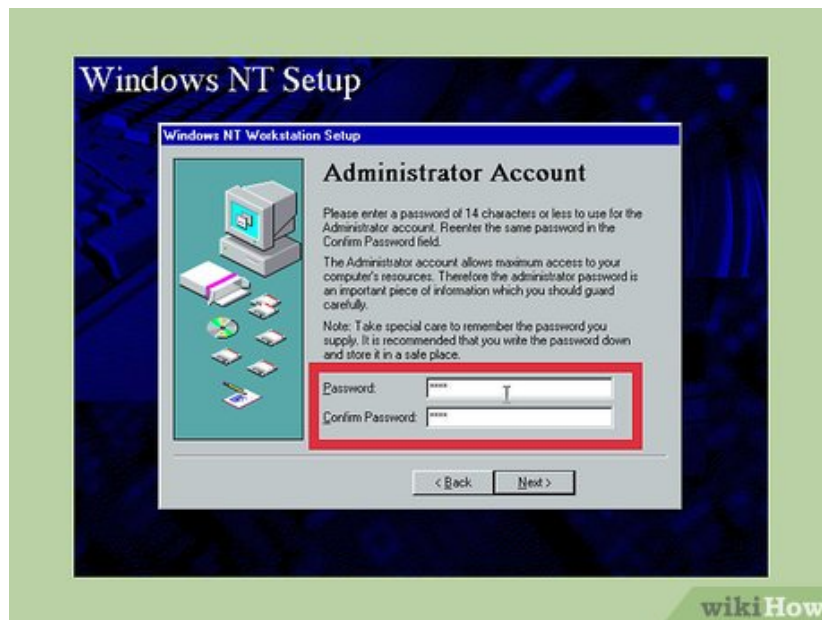 Windows NT Setup
Windows NT Workstation Setup
Administrator Account
Please enter a password of 14 characters or less to use for the
Administrator account. Reenter the same password in the
Confirm Password field.
The Administrator account allows maximum access to your
computer's resources. Therefore the administrator password is
an important piece of information which you should guard
carefully.
Note: Take special care to remember the password you
supply. It is recommended that you write the password down
and store it in a safe place.
Password: ****
Confirm Password: ****
< Back Next >
wikiHow